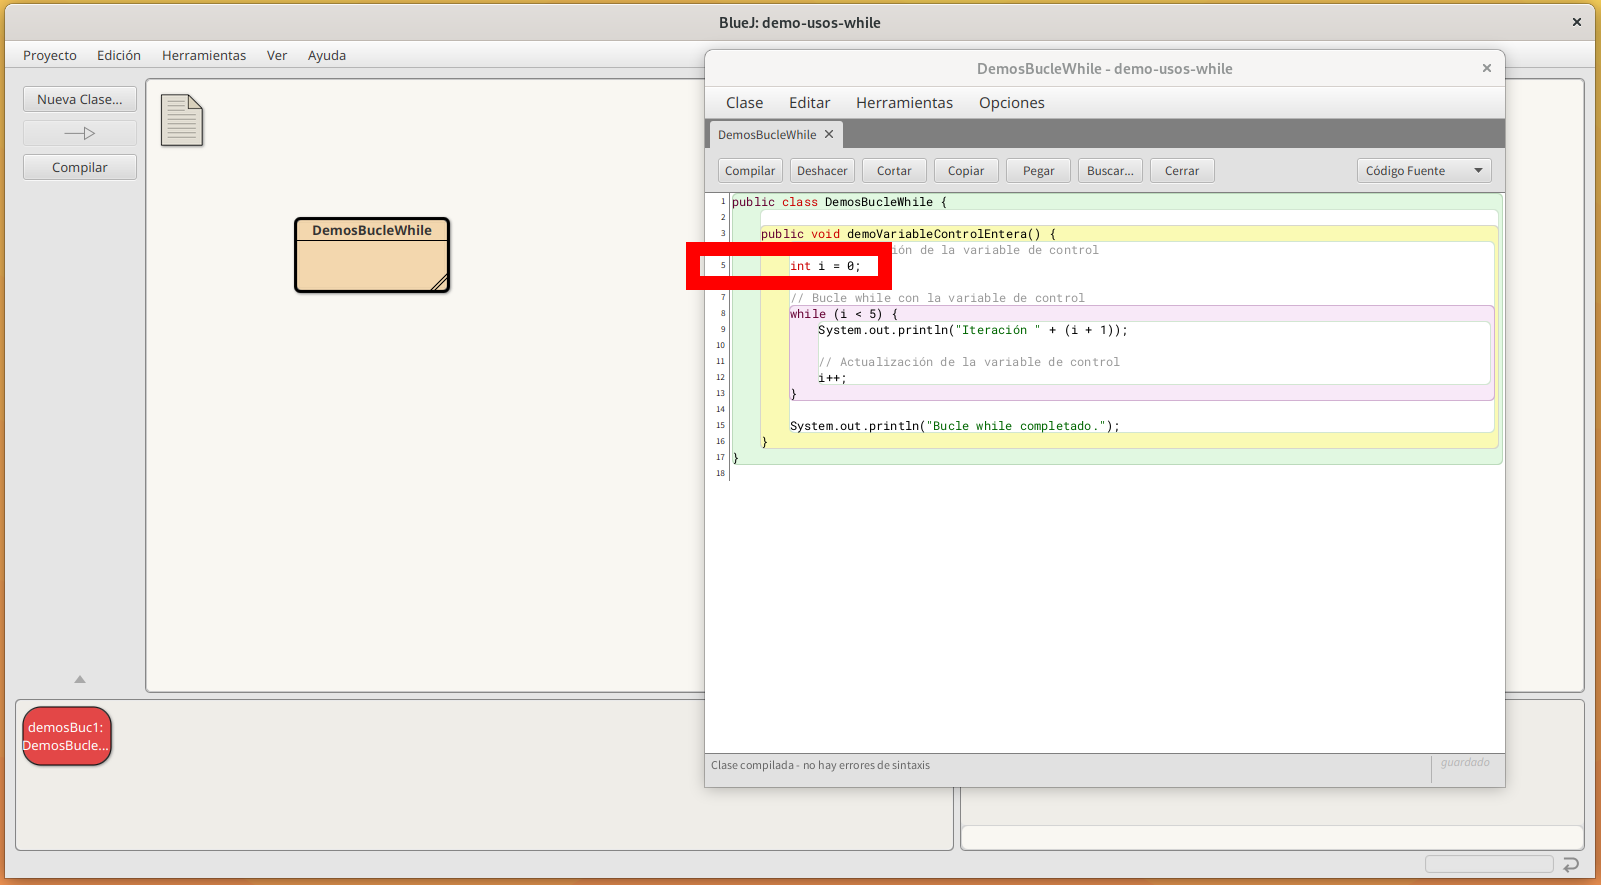 BlueJ: demo-usos-while
Proyecto Edición Herramientas Ver Ayuda
Nueva Clase...
Compilar
DemosBucleWhile
demosBuc1:
DemosBucle...
DemosBucleWhile - demo-usos-while
Clase Editar Herramientas Opciones
DemosBucleWhile
Compilar Deshacer Cortar Copiar Pegar Buscar... Cerrar Código Fuente
1 public class DemosBucleWhile {
2
3 public void demoVariableControlEntera() {
ión de la variable de control
5 int i = 0;
7 // Bucle while con la variable de control
8 while (i < 5) {
9 System.out.println("Iteración " + (i + 1));
10
11 // Actualización de la variable de control
12 i++;
13 }
14
15 System.out.println("Bucle while completado.");
16 }
17 }
18
Clase compilada - no hay errores de sintaxis
guardado